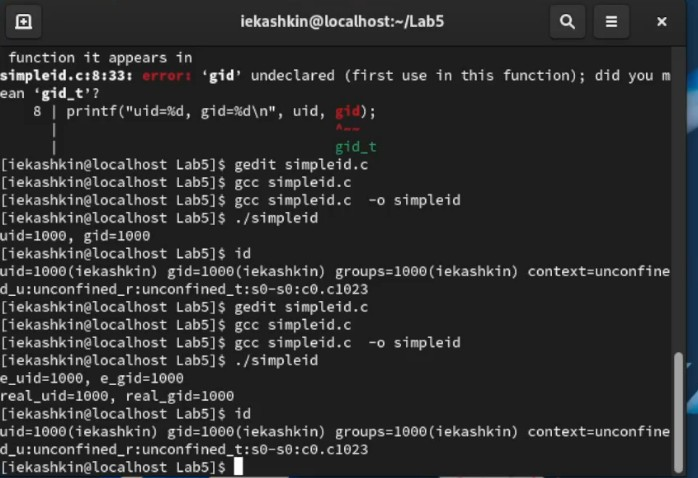 iekashkin@localhost:~/Lab5
function it appears in
simpleid.c:8:33: error: ‘gid’ undeclared (first use in this function); did you m
ean ‘gid_t’?
8 | printf("uid=%d, gid=%d\n", uid, gid);
| ^~~
| gid_t
[iekashkin@localhost Lab5]$ gedit simpleid.c
[iekashkin@localhost Lab5]$ gcc simpleid.c
[iekashkin@localhost Lab5]$ gcc simpleid.c  -o simpleid
[iekashkin@localhost Lab5]$ ./simpleid
uid=1000, gid=1000
[iekashkin@localhost Lab5]$ id
uid=1000(iekashkin) gid=1000(iekashkin) groups=1000(iekashkin) context=unconfine
d_u:unconfined_r:unconfined_t:s0-s0:c0.c1023
[iekashkin@localhost Lab5]$ gedit simpleid.c
[iekashkin@localhost Lab5]$ gcc simpleid.c
[iekashkin@localhost Lab5]$ gcc simpleid.c  -o simpleid
[iekashkin@localhost Lab5]$ ./simpleid
e_uid=1000, e_gid=1000
real_uid=1000, real_gid=1000
[iekashkin@localhost Lab5]$ id
uid=1000(iekashkin) gid=1000(iekashkin) groups=1000(iekashkin) context=unconfine
d_u:unconfined_r:unconfined_t:s0-s0:c0.c1023
[iekashkin@localhost Lab5]$